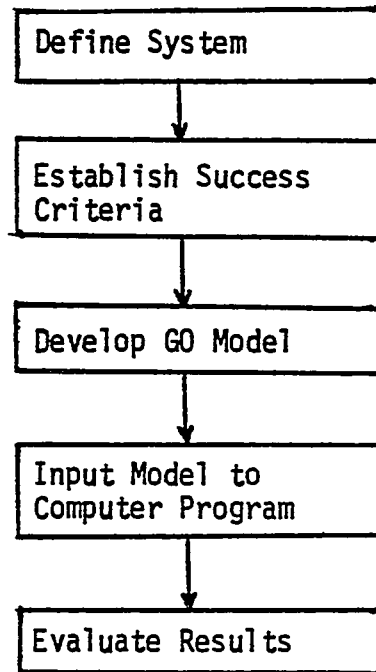 Define System
Establish Success
Criteria
Develop GO Model
Input Model to
Computer Program
Evaluate Results